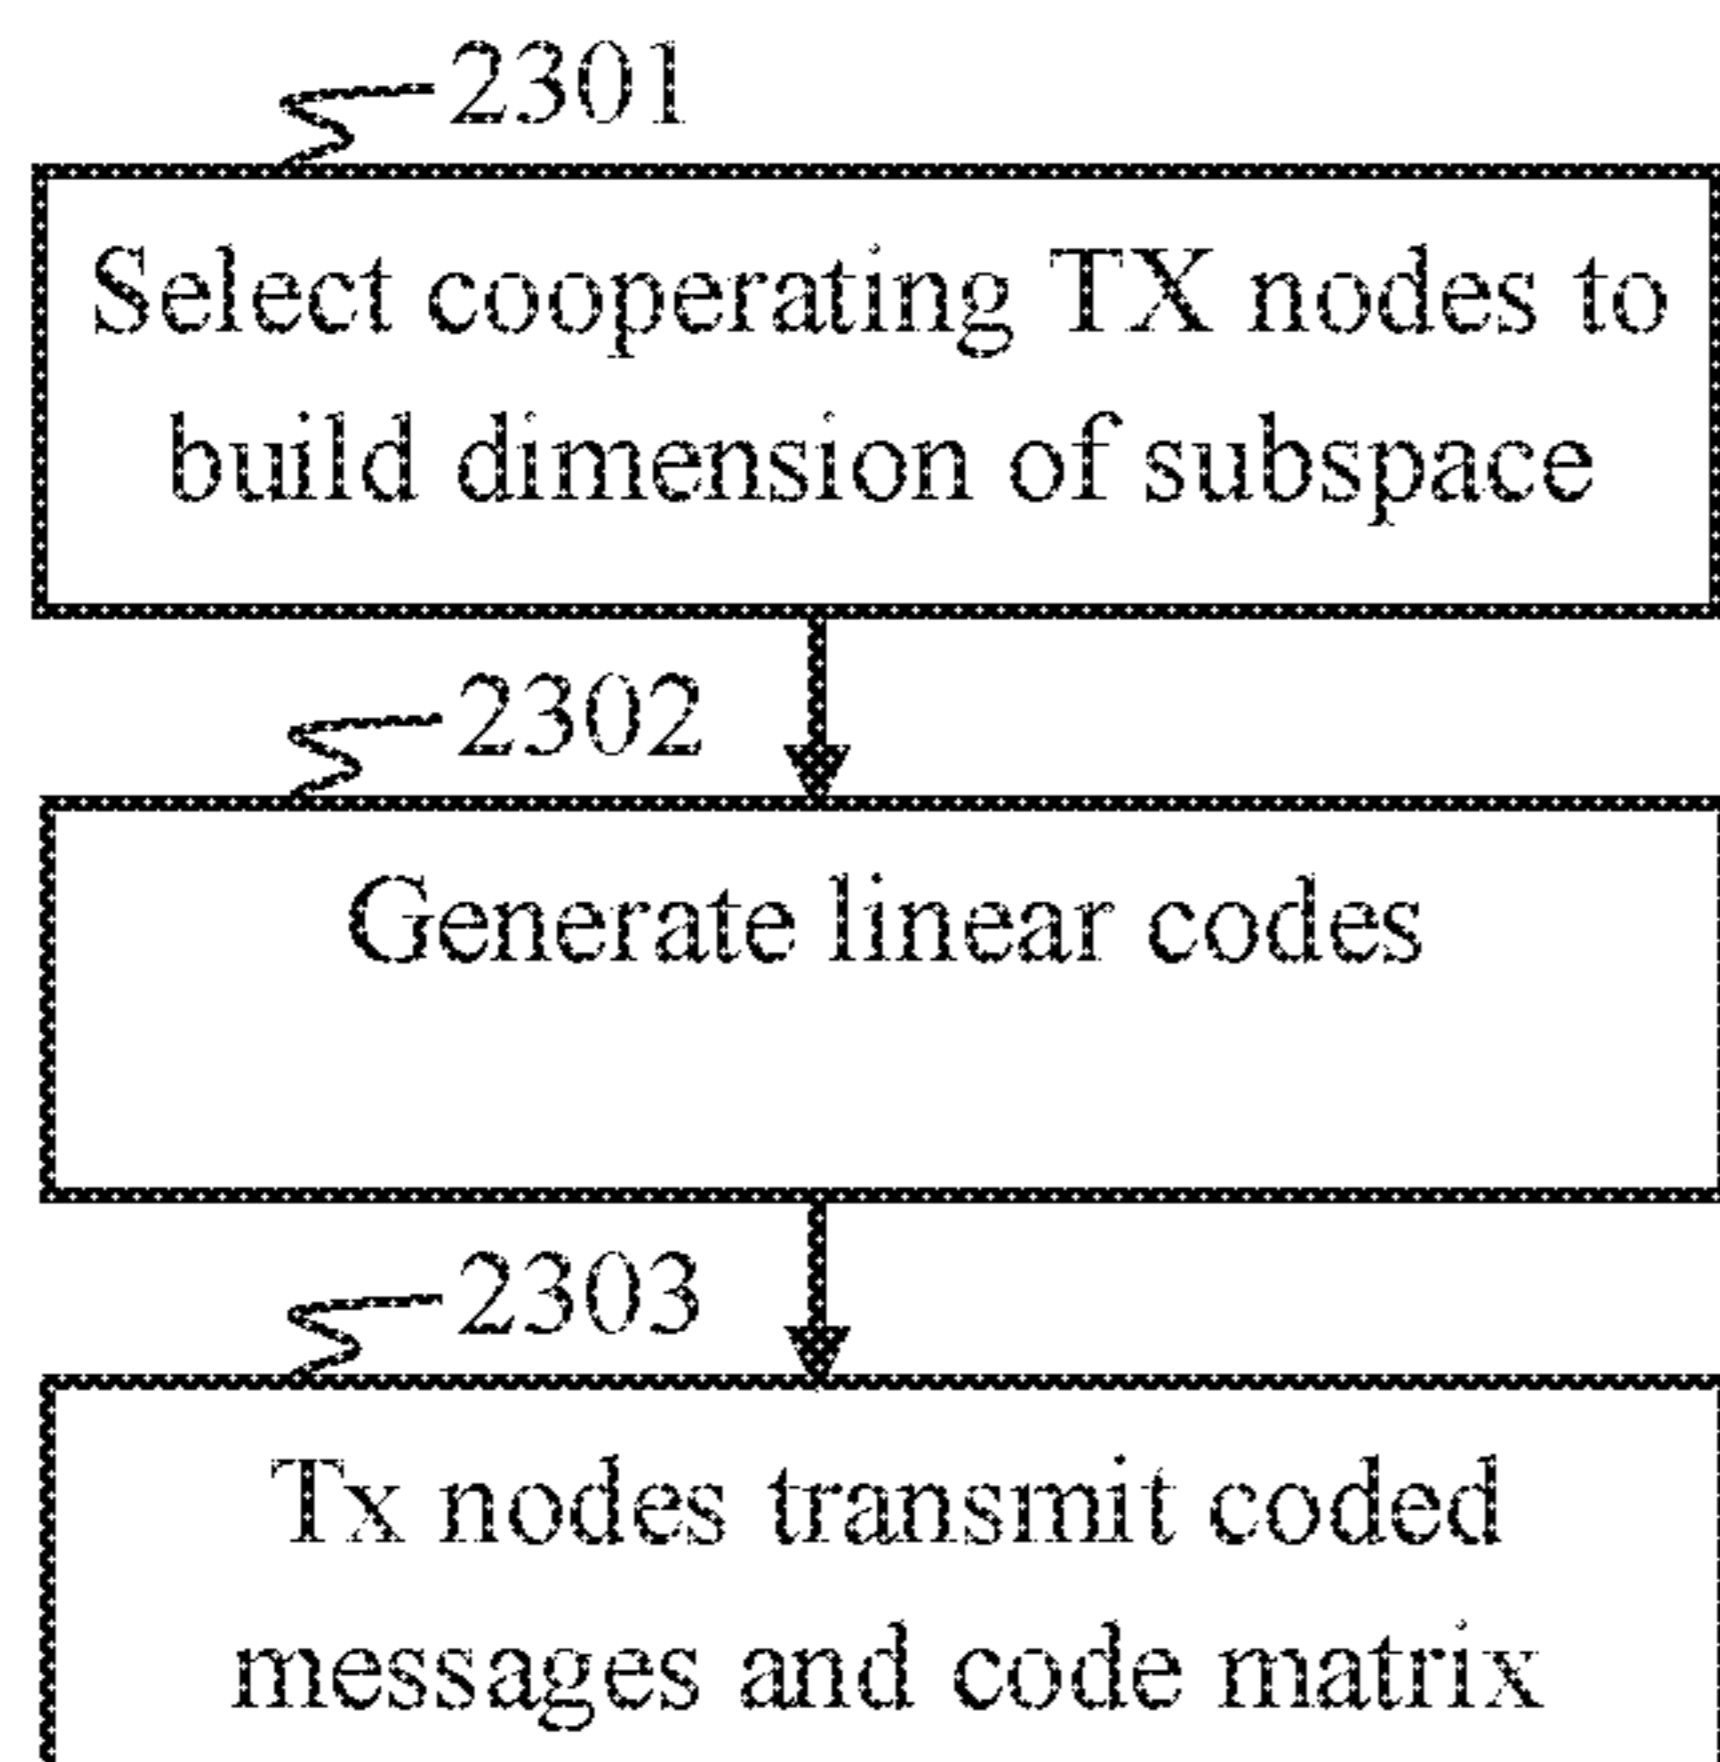 2301
Select cooperating TX nodes to
build dimension of subspace
2302
Generate linear codes
2303
Tx nodes transmit coded
messages and code matrix